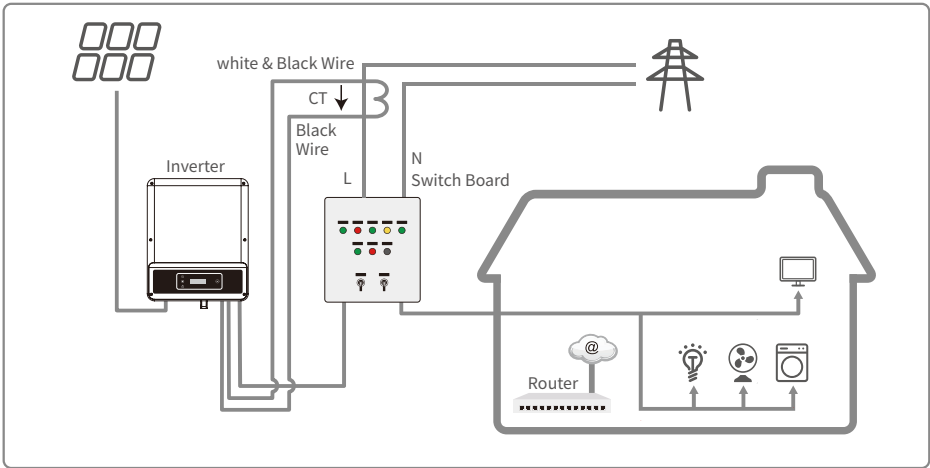 white & Black Wire
CT
Black
Wire
N
Inverter
L
Switch Board
@
Router